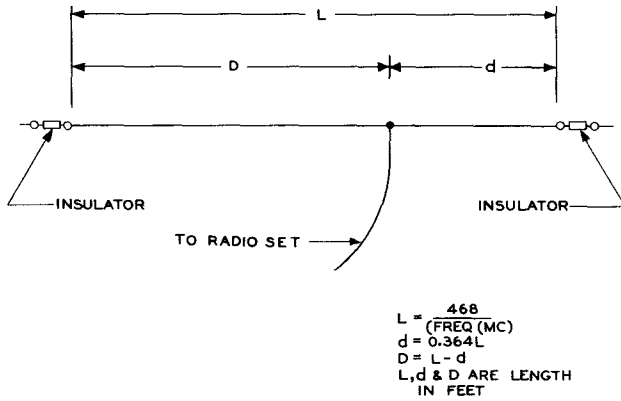 L
D
d
INSULATOR
INSULATOR
TO RADIO SET
L = 468
(FREQ (MC)
d = 0.364L
D = L - d
L, d & D ARE LENGTH
IN FEET